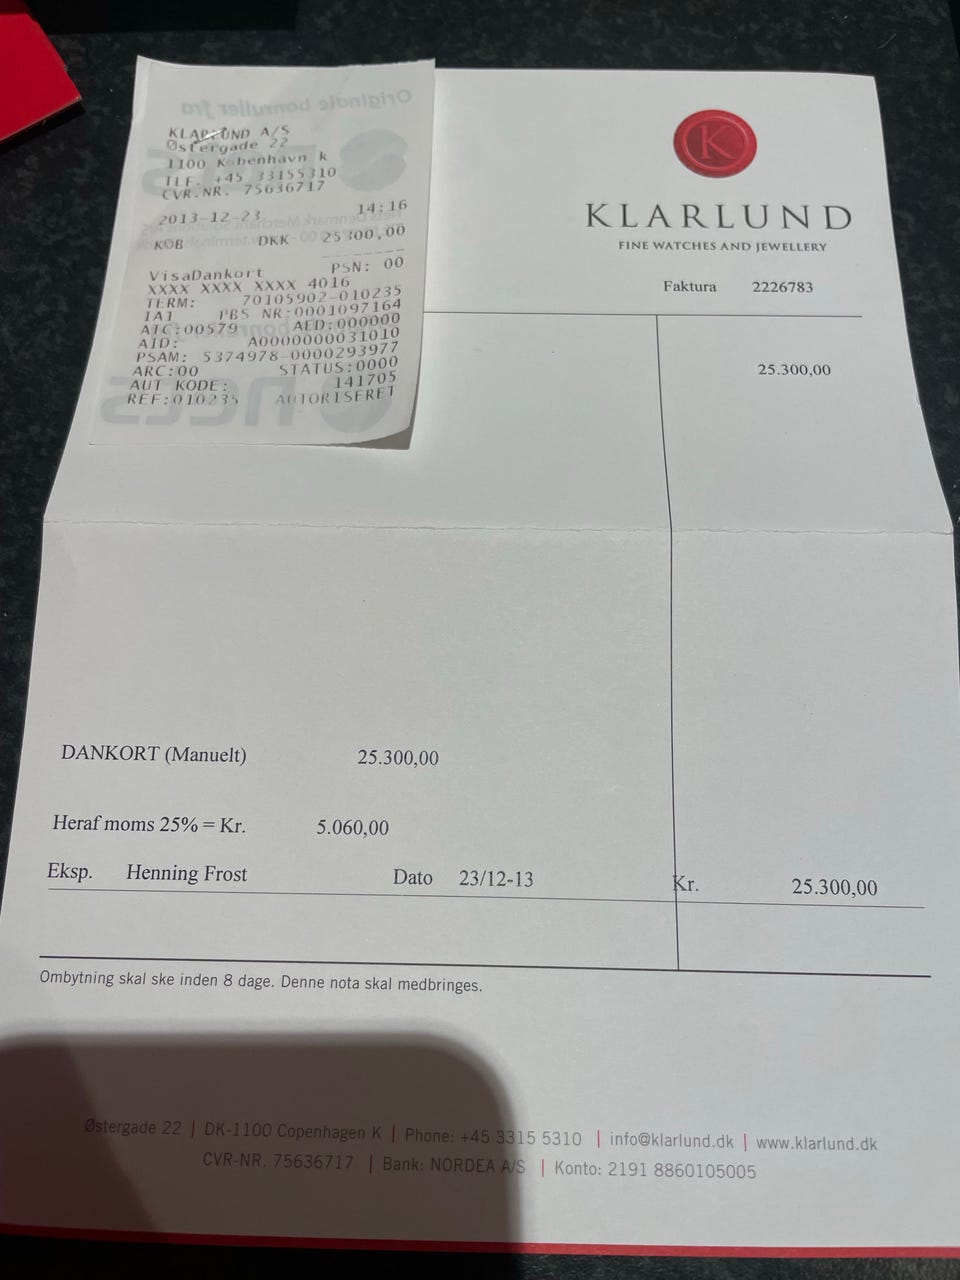 KLARLUND A/S
Østergade 22
1100 København k
TLF. +45 33155310
CVR.NR. 75636717
2013-12-23 14:16
KØB DKK 25300,00
VisaDankort PSN: 00
XXXX XXXX XXXX 4016
TERM: 70105902-010235
IA1 PBS NR:0001097164
ATC:00579 AED:000000
AID: A0000000031010
PSAM: 5374978-0000293977
ARC:00 STATUS:0000
AUT KODE: 141705
REF:010235 AUTORISERET
Originale bonruller fra
nets
K
KLARLUND
FINE WATCHES AND JEWELLERY
Faktura 2226783
25.300,00
DANKORT (Manuelt) 25.300,00
Heraf moms 25% = Kr. 5.060,00
Eksp. Henning Frost Dato 23/12-13 Kr. 25.300,00
Ombytning skal ske inden 8 dage. Denne nota skal medbringes.
Østergade 22 | DK-1100 Copenhagen K | Phone: +45 3315 5310 | info@klarlund.dk | www.klarlund.dk
CVR-NR. 75636717 | Bank: NORDEA A/S | Konto: 2191 8860105005